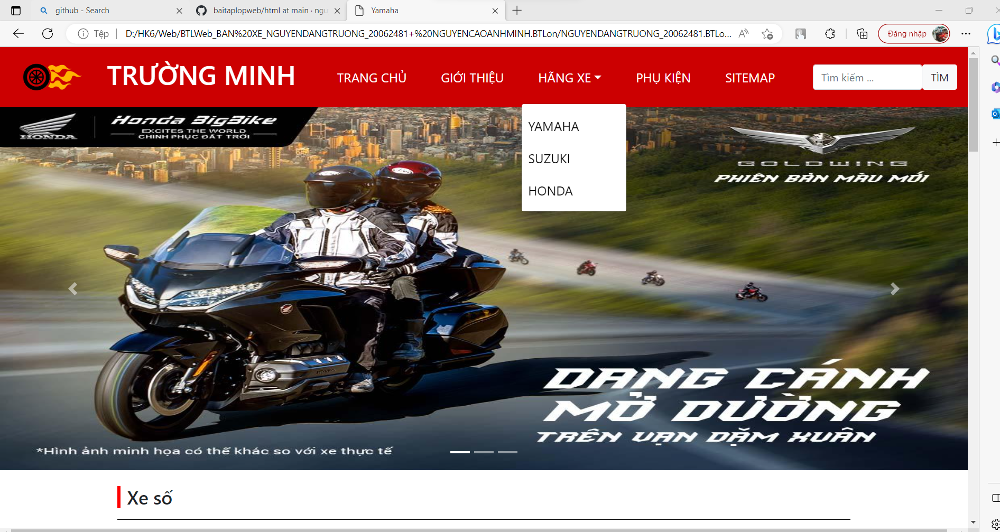 github - Search
baitaplopweb/html at main · ngu
Yamaha
Tệp
D:/HK6/Web/BTLWeb_BAN%20XE_NGUYENDANGTRUONG_20062481+%20NGUYENCAOANHMINH.BTLon/NGUYENDANGTRUONG_20062481.BTLo...
Đăng nhập
TRƯỜNG MINH
TRANG CHỦ
GIỚI THIỆU
HÃNG XE
PHỤ KIỆN
SITEMAP
Tìm kiếm ...
TÌM
YAMAHA
SUZUKI
HONDA
HONDA
Honda BigBike
EXCITES THE WORLD
CHINH PHỤC ĐẤT TRỜI
GOLDWING
PHIÊN BẢN MÀU MỚI
DANG CÁNH
MỞ ĐƯỜNG
TRÊN VẠN DẶM XUÂN
*Hình ảnh minh họa có thể khác so với xe thực tế
Xe số